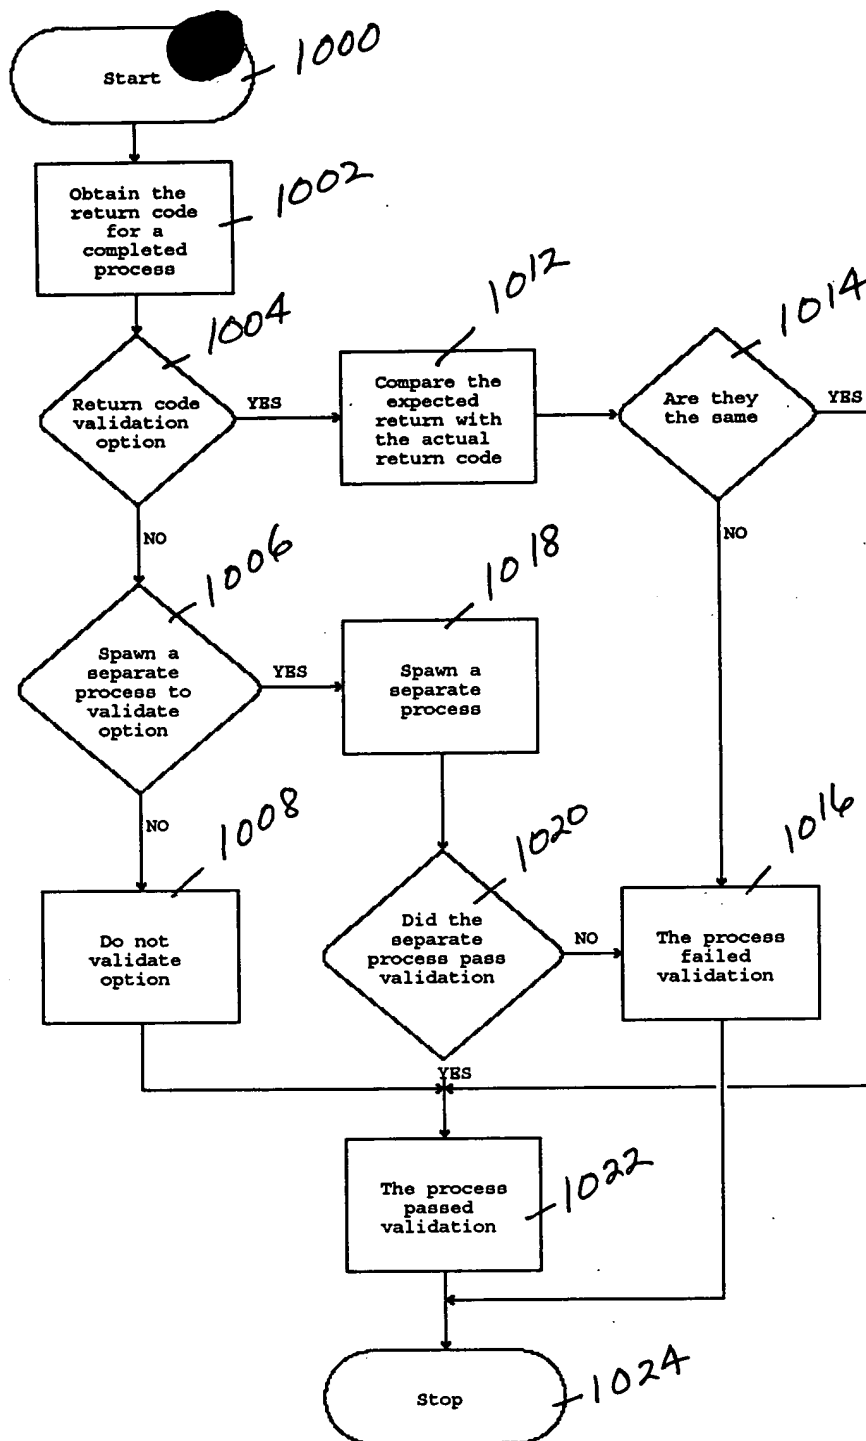 Start
1000
Obtain the
return code
for a
completed
process
1002
1004
Return code
validation
option
YES
1012
Compare the
expected
return with
the actual
return code
1014
Are they
the same
YES
NO
NO
1006
Spawn a
separate
process to
validate
option
YES
1018
Spawn a
separate
process
NO
1008
Do not
validate
option
1020
Did the
separate
process pass
validation
NO
1016
The process
failed
validation
YES
1022
The process
passed
validation
Stop
1024